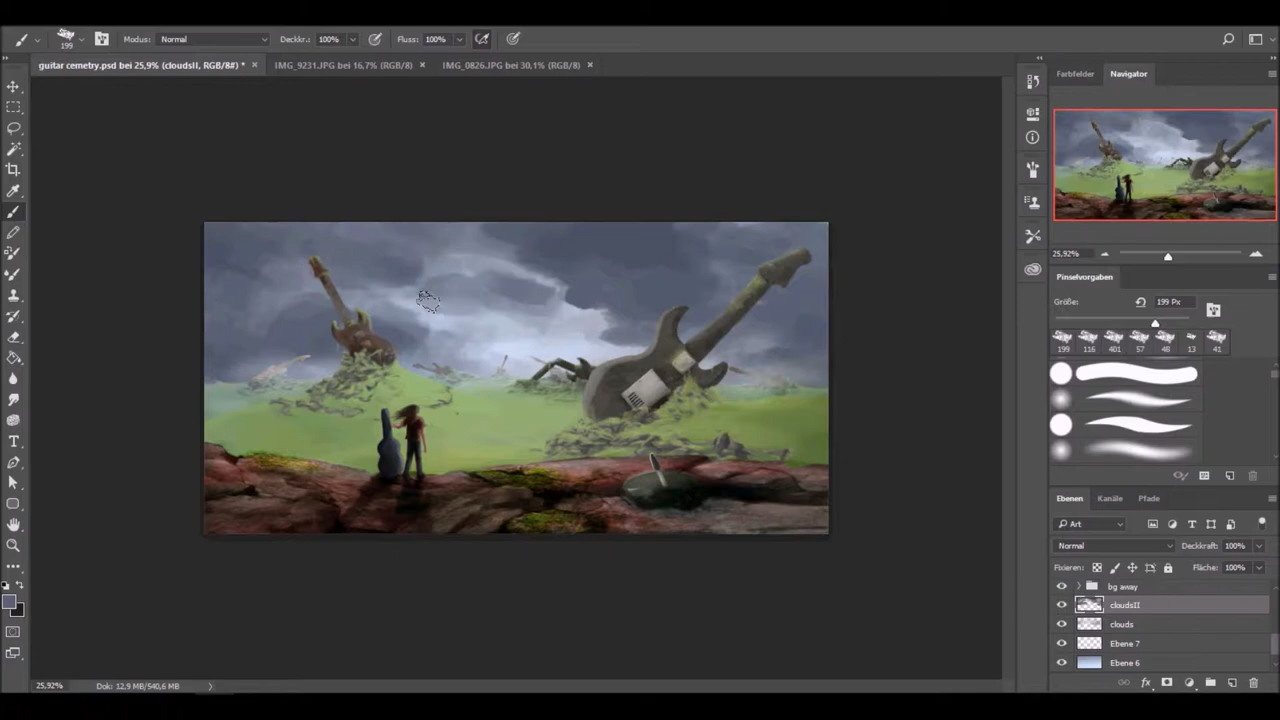 199 Modus: Normal Deckkr.: 100% Fluss: 100%
guitar cemetry.psd bei 25,9% (cloudsII, RGB/8#) * × IMG_9231.JPG bei 16,7% (RGB/8) × IMG_0826.JPG bei 30,1% (RGB/8) ×
Farbfelder Navigator
25,92%
Pinselvorgaben
Größe: 199 Px
199 116 401 57 48 13 41
Ebenen Kanäle Pfade
Art
Normal Deckkraft: 100%
Fixieren: Fläche: 100%
bg away
cloudsII
clouds
Ebene 7
Ebene 6
25,92% Dok: 12,9 MB/540,6 MB